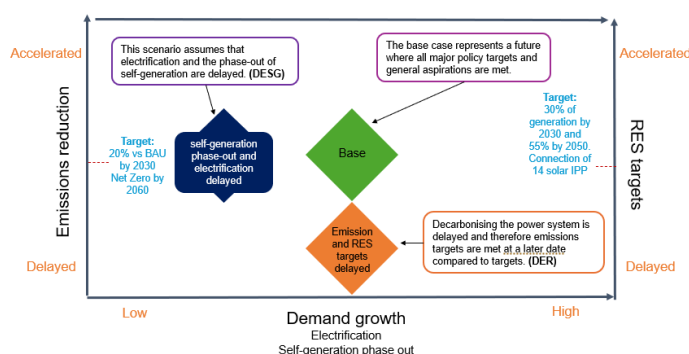 Accelerated
Emissions reduction
Delayed
This scenario assumes that
electrification and the phase-out of
self-generation are delayed. (DESG)
The base case represents a future
where all major policy targets and
general aspirations are met.
Accelerated
RES targets
Delayed
Target:
20% vs BAU
by 2030
Net Zero by
2060
self-generation
phase-out and
electrification
delayed
Base
Target:
30% of
generation by
2030 and
55% by 2050.
Connection of
14 solar IPP
Emission
and RES
targets
delayed
Decarbonising the power system is
delayed and therefore emissions
targets are met at a later date
compared to targets. (DER)
Low
Demand growth
High
Electrification
Self-generation phase out